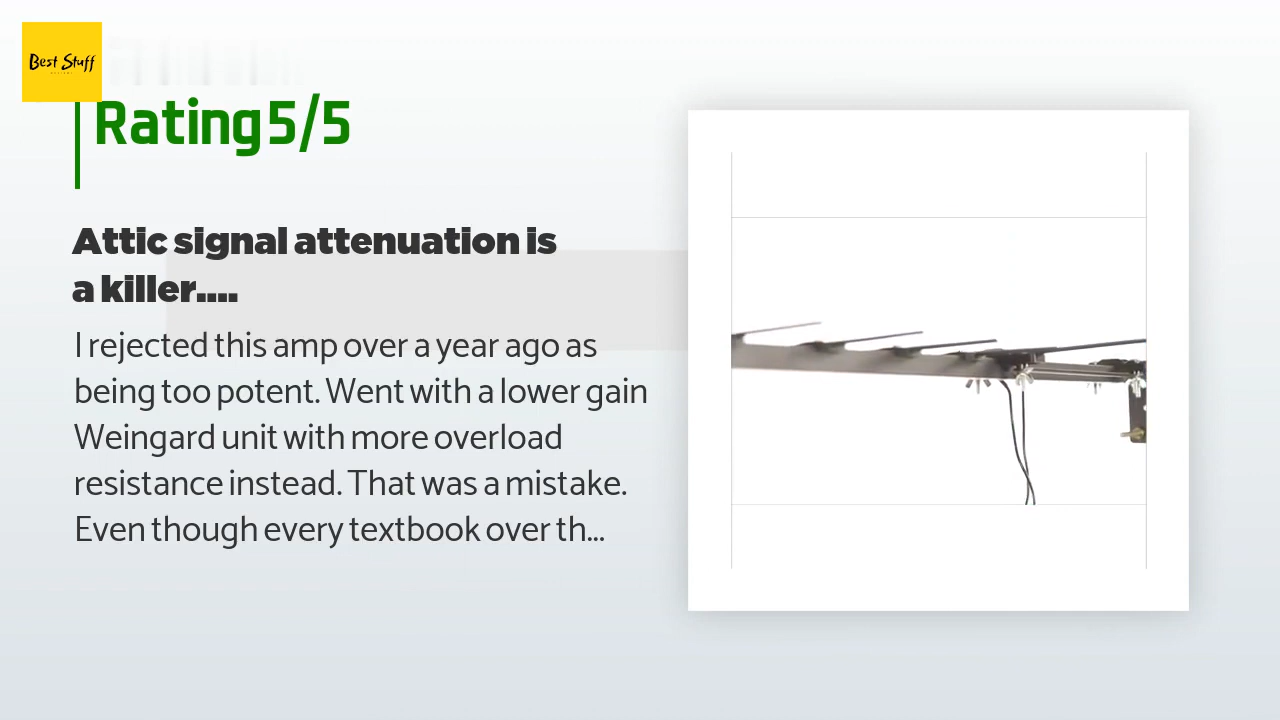 Best Stuff
Rating 5/5
Attic signal attenuation is
a killer....
I rejected this amp over a year ago as
being too potent. Went with a lower gain
Weingard unit with more overload
resistance instead. That was a mistake.
Even though every textbook over th...